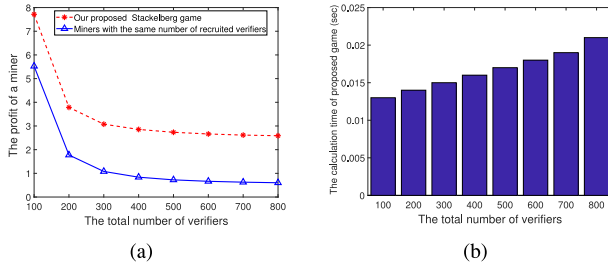 8
7
6
5
4
3
2
1
0
The profit of a miner
Our proposed Stackelberg game
Miners with the same number of recruited verifiers
100 200 300 400 500 600 700 800
The total number of verifiers
(a)
0.025
0.02
0.015
0.01
0.005
0
The calculation time of proposed game (sec)
100 200 300 400 500 600 700 800
The total number of verifiers
(b)